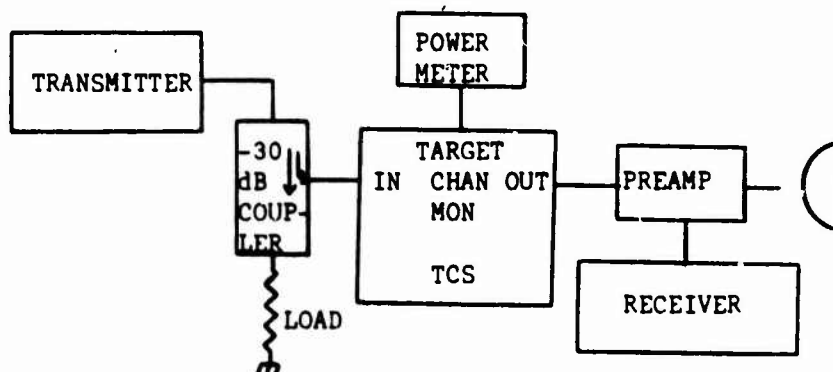 TRANSMITTER
POWER
METER
-30
dB
COUP-
LER
LOAD
TARGET
IN CHAN OUT
MON
TCS
PREAMP
RECEIVER